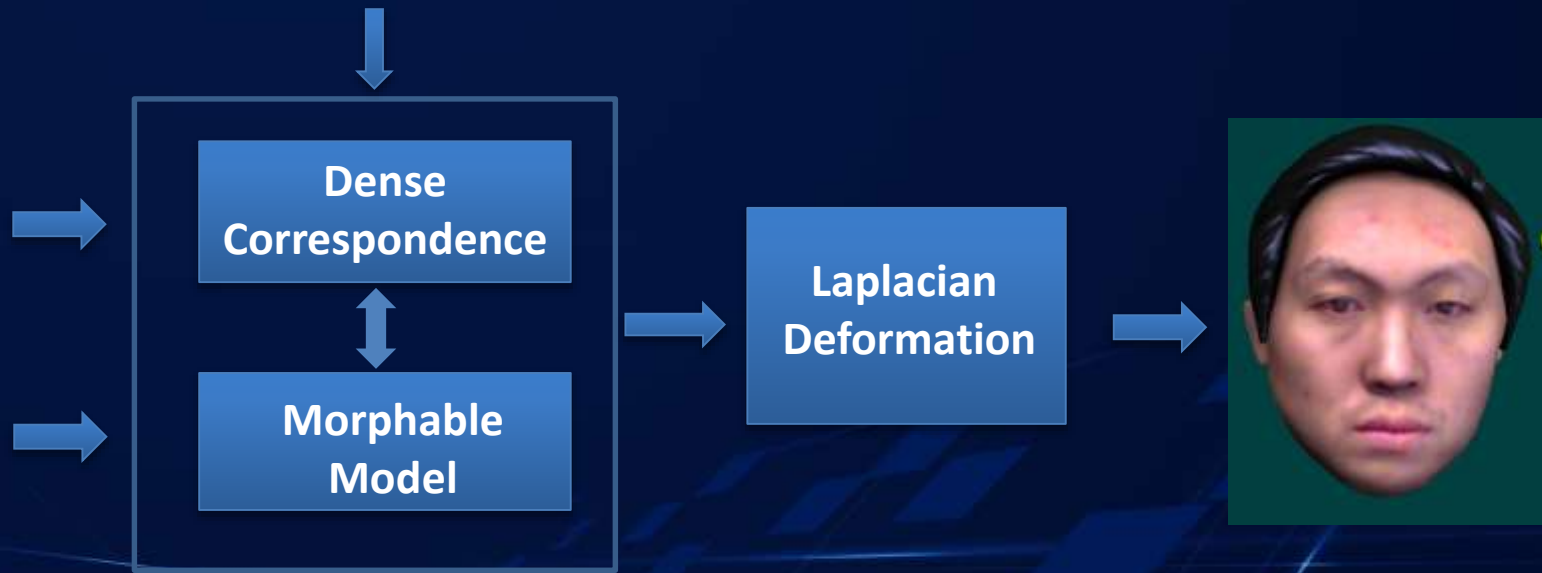 Dense
Correspondence
Morphable
Model
Laplacian
Deformation